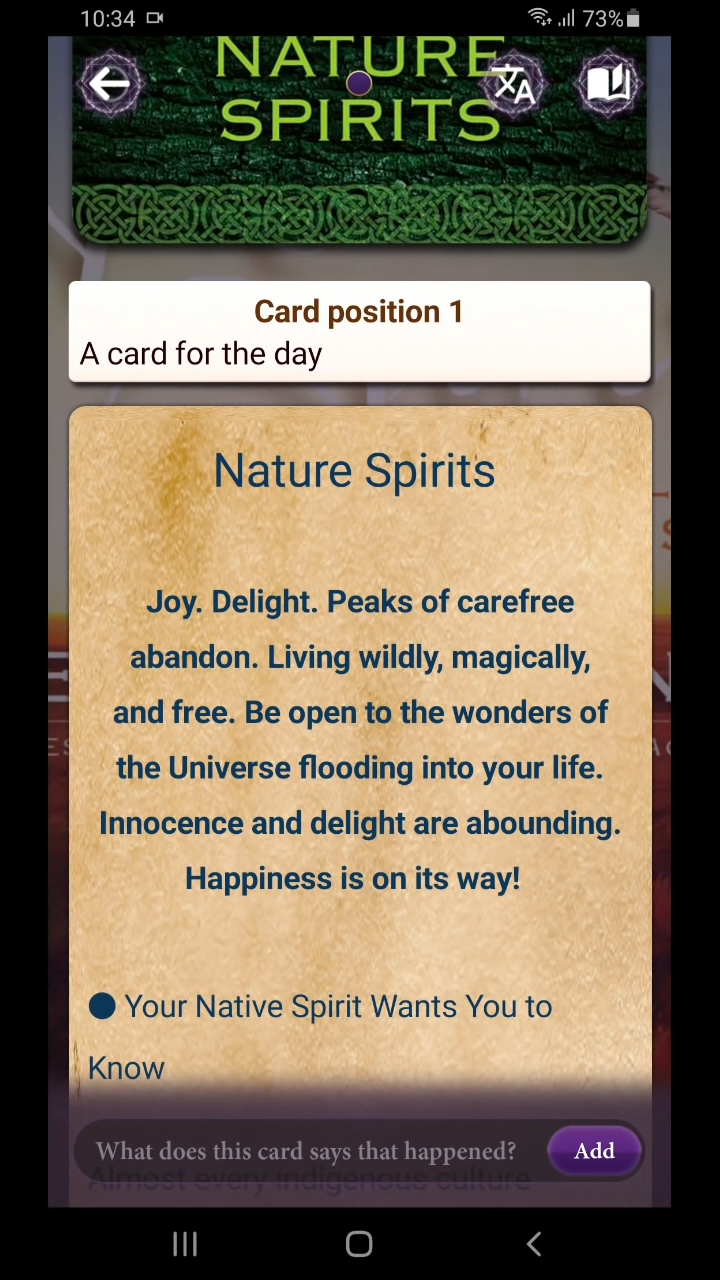 10:34
73%
NATURE
SPIRITS
Card position 1
A card for the day
Nature Spirits
Joy. Delight. Peaks of carefree
abandon. Living wildly, magically,
and free. Be open to the wonders of
the Universe flooding into your life.
Innocence and delight are abounding.
Happiness is on its way!
● Your Native Spirit Wants You to
Know
What does this card says that happened?
Add
Almost every indigenous culture